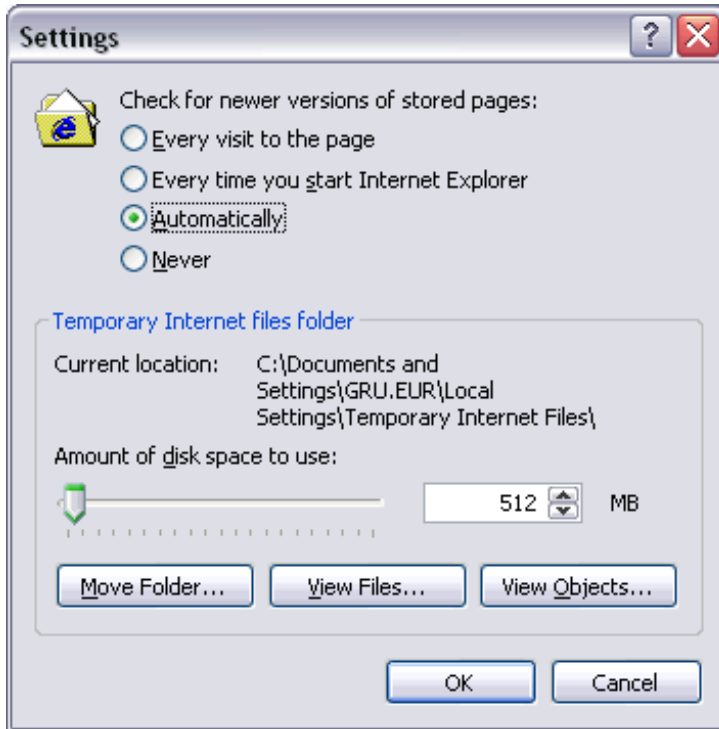 Settings
Check for newer versions of stored pages:
Every visit to the page
Every time you start Internet Explorer
Automatically
Never
Temporary Internet files folder
Current location: C:\Documents and
Settings\GRU.EUR\Local
Settings\Temporary Internet Files\
Amount of disk space to use:
512 MB
Move Folder... View Files... View Objects...
OK Cancel